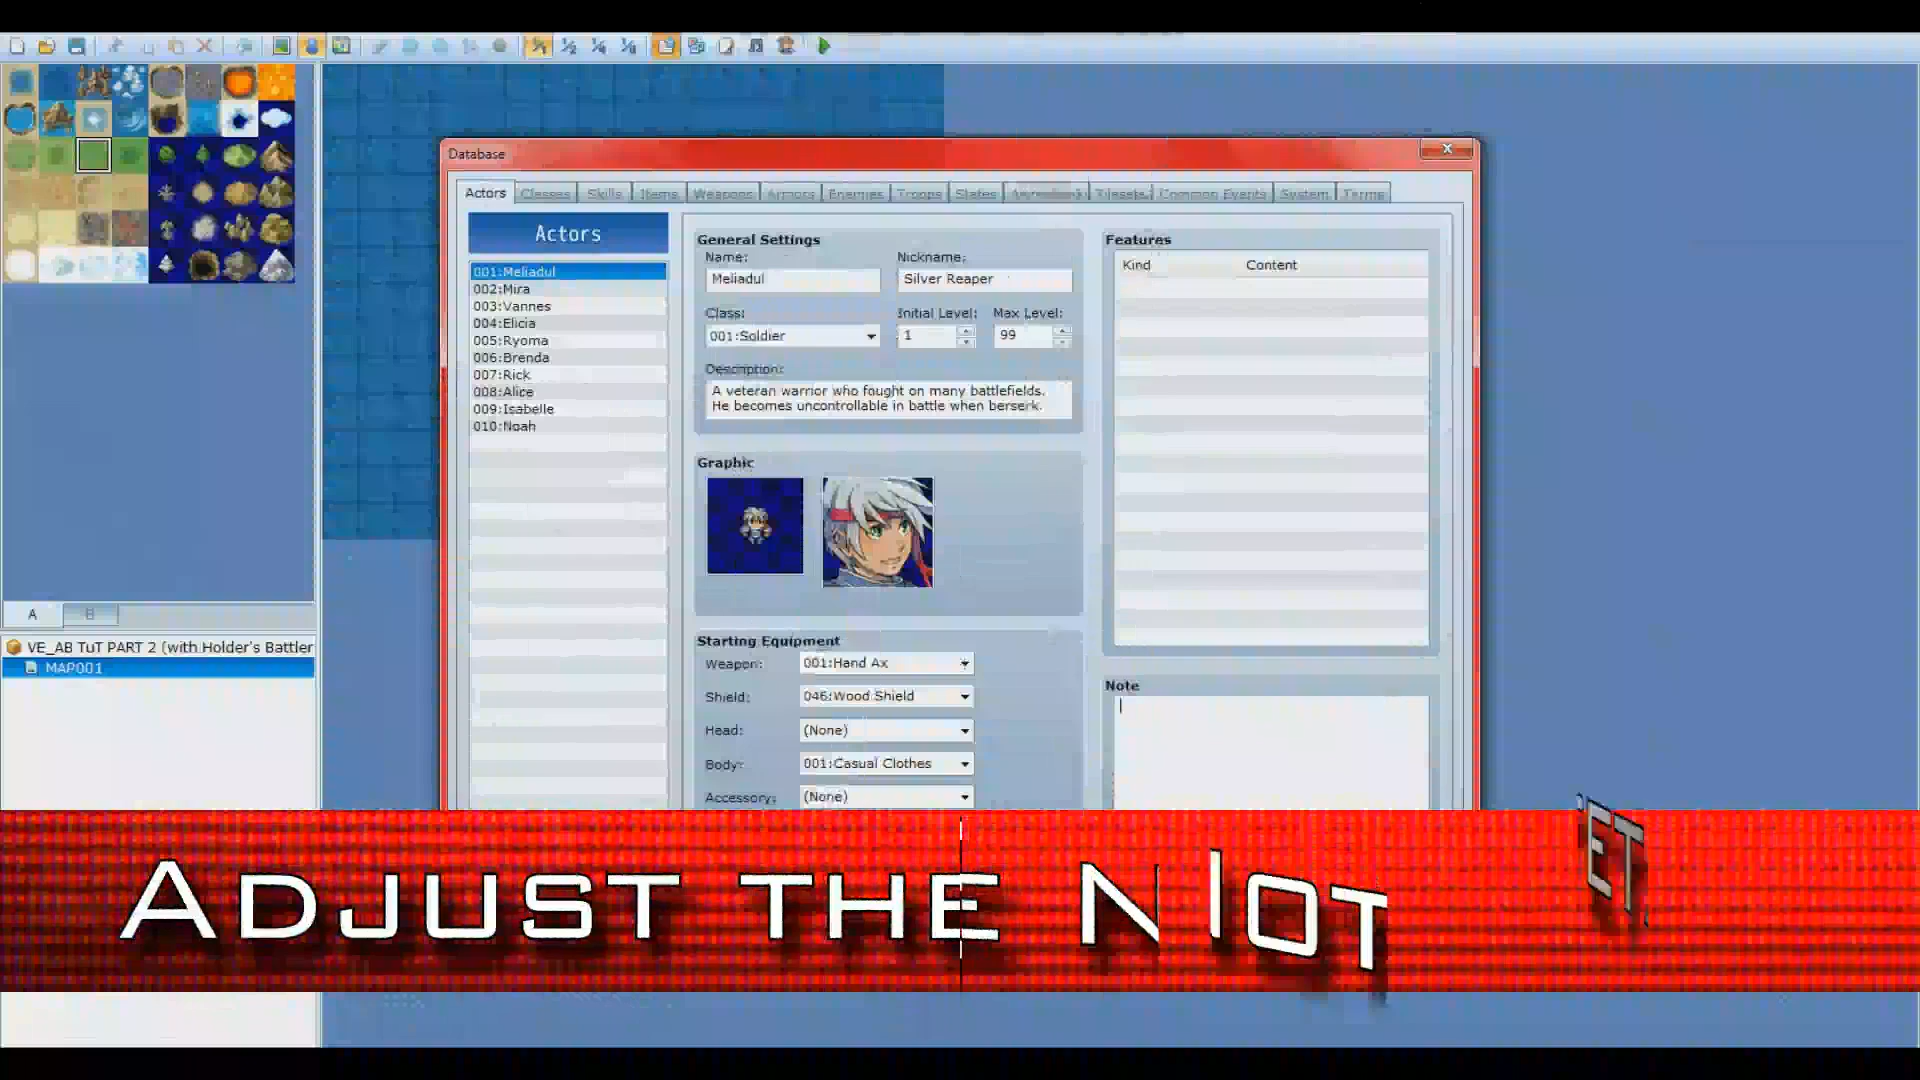 Database
Actors Classes Skills Items Weapons Armors Enemies Troops States Animations Tilesets Common Events System Terms
Actors
001:Meliadul
002:Mira
003:Vannes
004:Elicia
005:Ryoma
006:Brenda
007:Rick
008:Alice
009:Isabelle
010:Noah
General Settings
Name:
Meliadul
Nickname:
Silver Reaper
Class:
001:Soldier
Initial Level:
1
Max Level:
99
Description:
A veteran warrior who fought on many battlefields.
He becomes uncontrollable in battle when berserk.
Graphic
Starting Equipment
Weapon: 001:Hand Ax
Shield: 046:Wood Shield
Head: (None)
Body: 001:Casual Clothes
Accessory: (None)
Features
Kind Content
Note
A B
VE_AB TuT PART 2 (with Holder's Battler
MAP001
ADJUST THE NOT
ET